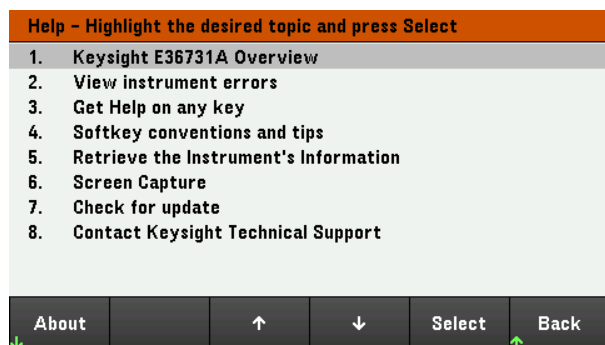 Help - Highlight the desired topic and press Select
1. Keysight E36731A Overview
2. View instrument errors
3. Get Help on any key
4. Softkey conventions and tips
5. Retrieve the Instrument's Information
6. Screen Capture
7. Check for update
8. Contact Keysight Technical Support
About ↑ ↓ Select Back